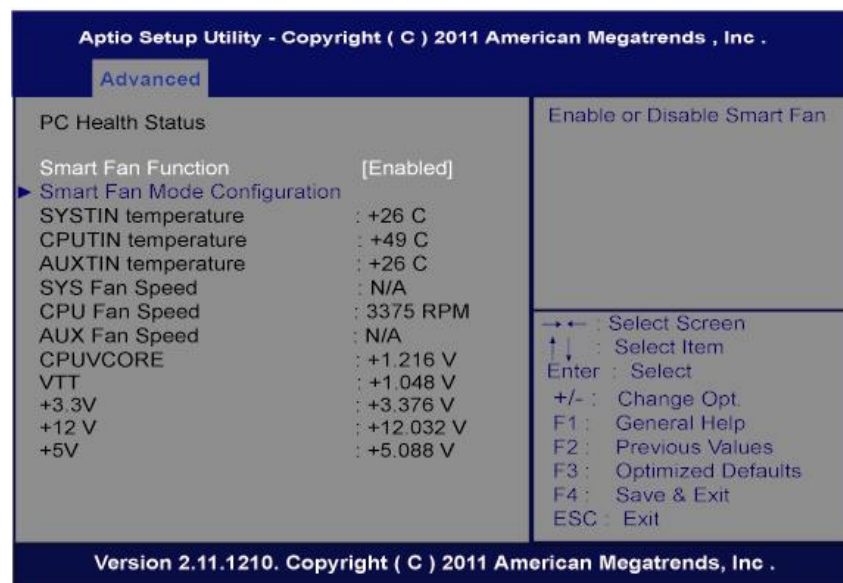 Aptio Setup Utility - Copyright ( C ) 2011 American Megatrends , Inc .
Advanced
PC Health Status
Smart Fan Function [Enabled]
► Smart Fan Mode Configuration
SYSTIN temperature : +26 C
CPUTIN temperature : +49 C
AUXTIN temperature : +26 C
SYS Fan Speed : N/A
CPU Fan Speed : 3375 RPM
AUX Fan Speed : N/A
CPUVCORE : +1.216 V
VTT : +1.048 V
+3.3V : +3.376 V
+12 V : +12.032 V
+5V : +5.088 V
Enable or Disable Smart Fan
→← : Select Screen
↑↓ : Select Item
Enter : Select
+/- : Change Opt.
F1 : General Help
F2 : Previous Values
F3 : Optimized Defaults
F4 : Save & Exit
ESC : Exit
Version 2.11.1210. Copyright ( C ) 2011 American Megatrends, Inc .